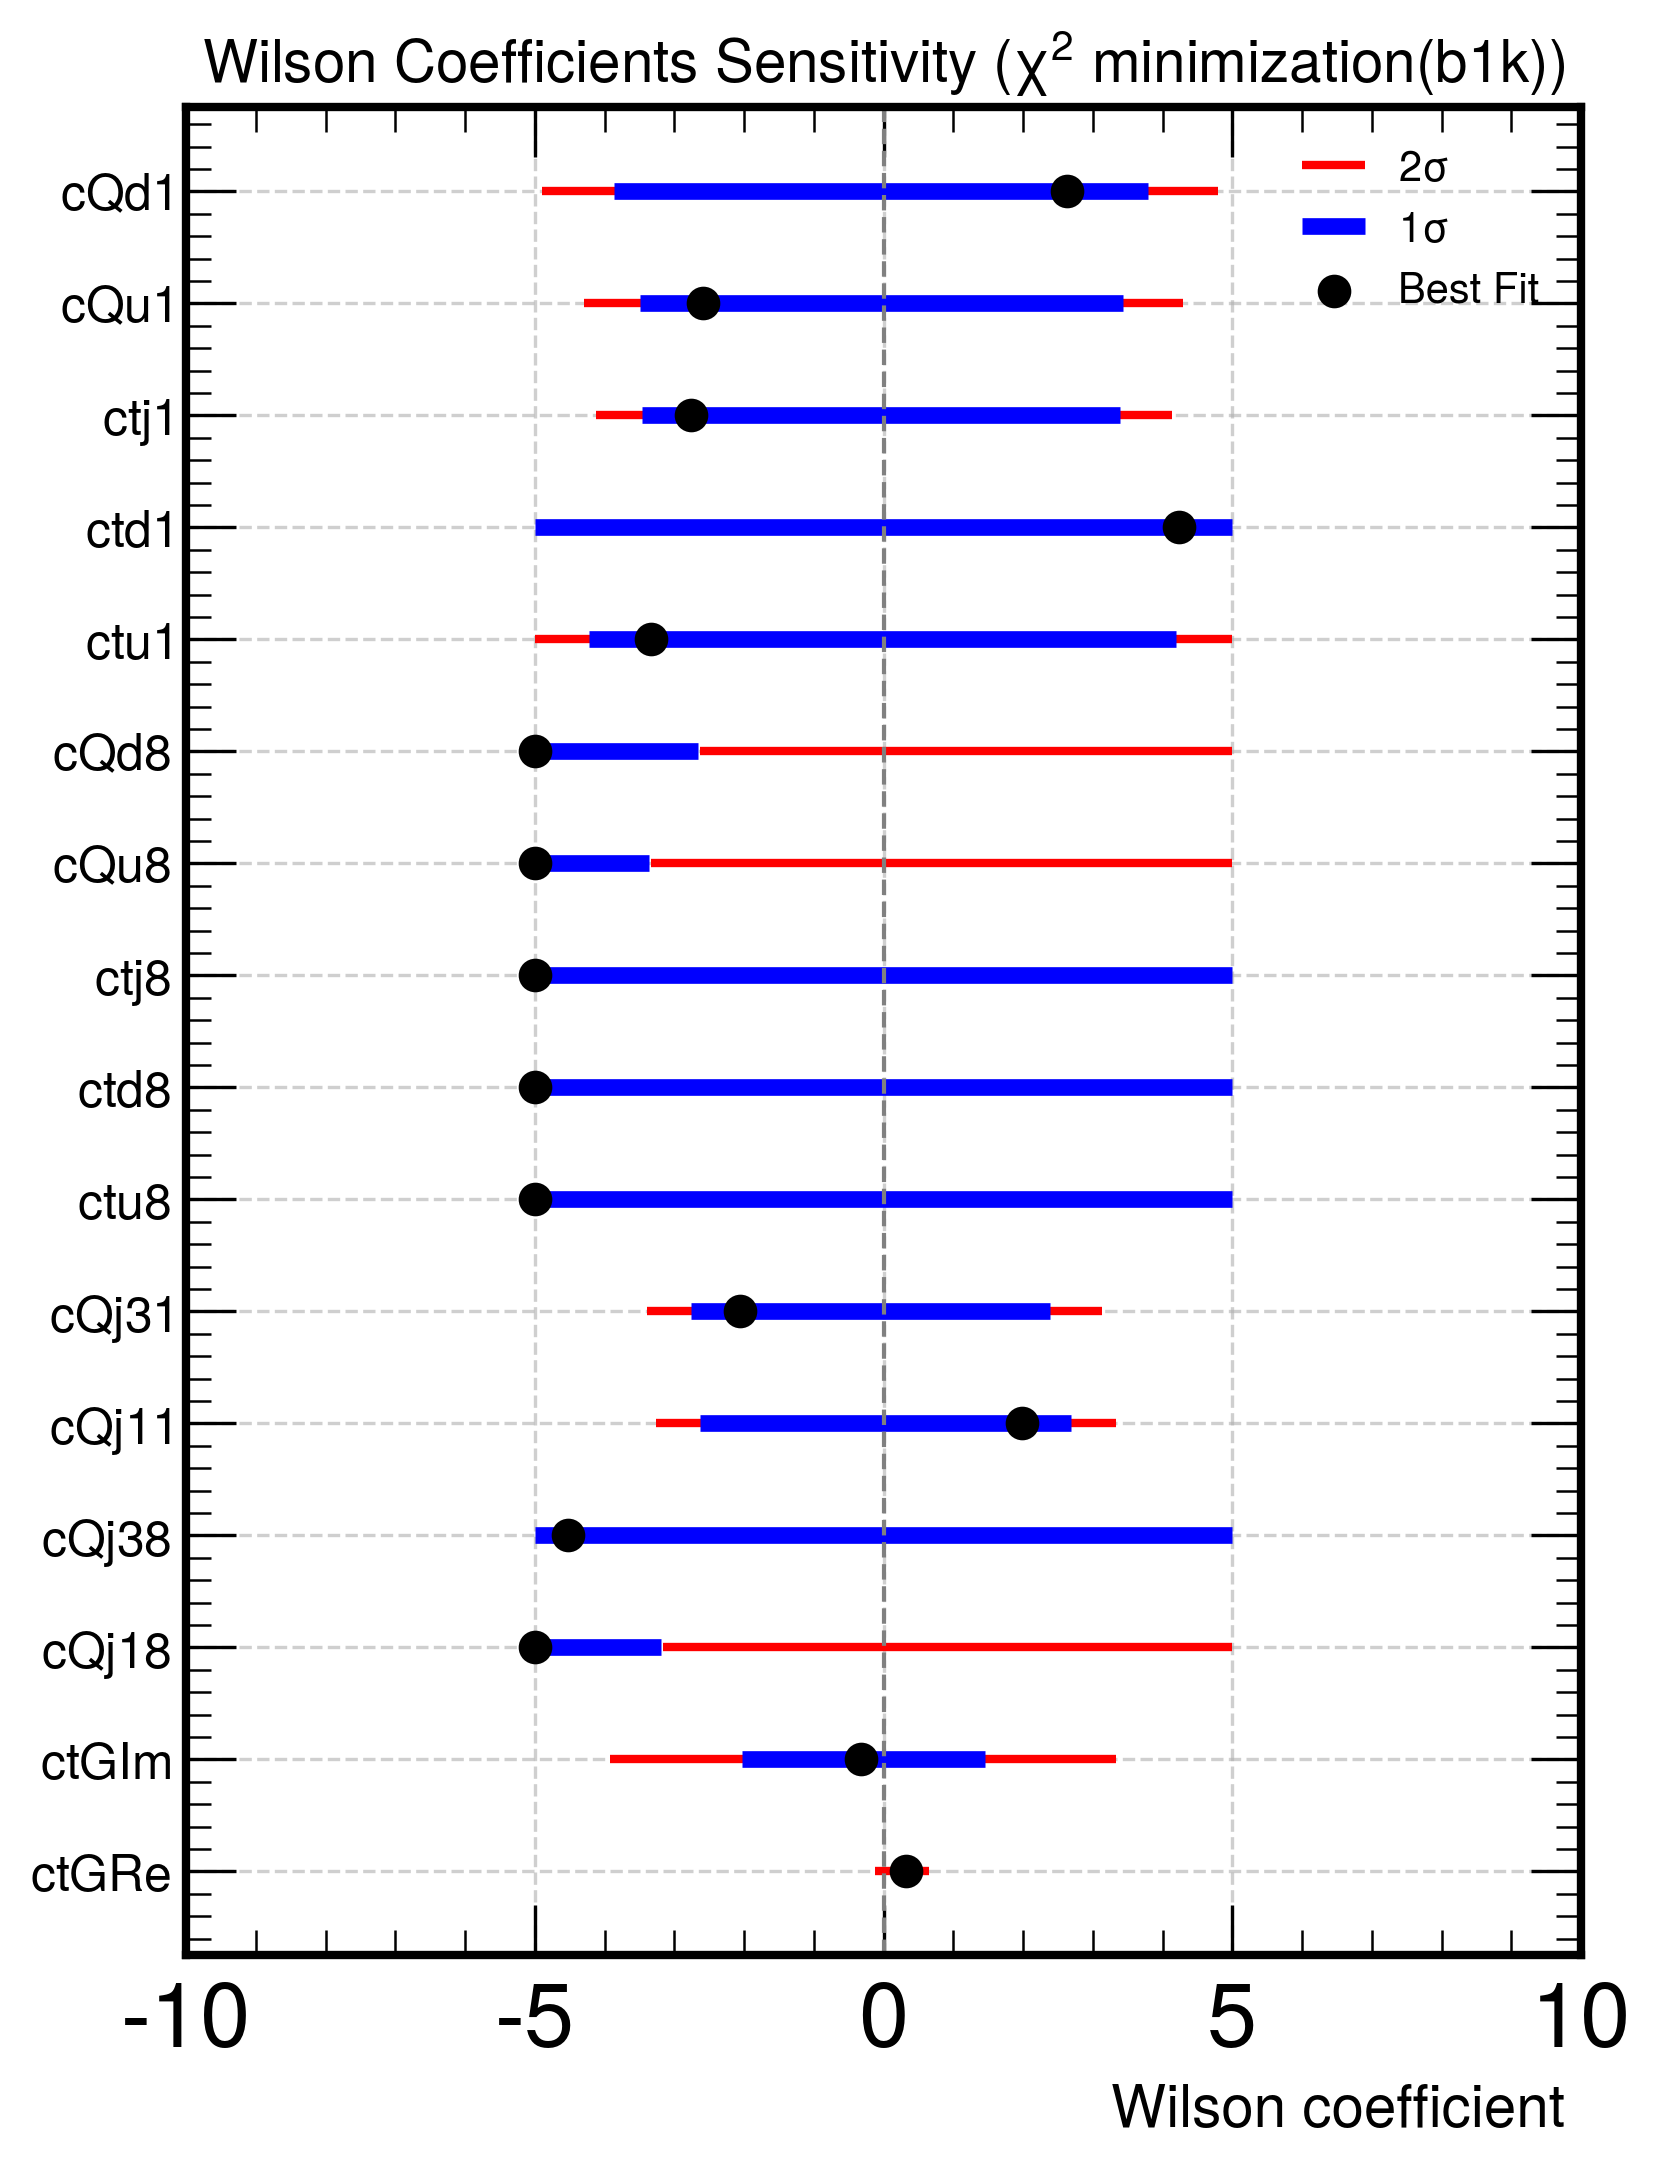 Wilson Coefficients Sensitivity (χ² minimization(b1k))
2σ
1σ
Best Fit
cQd1
cQu1
ctj1
ctd1
ctu1
cQd8
cQu8
ctj8
ctd8
ctu8
cQj31
cQj11
cQj38
cQj18
ctGIm
ctGRe
-10 -5 0 5 10
Wilson coefficient